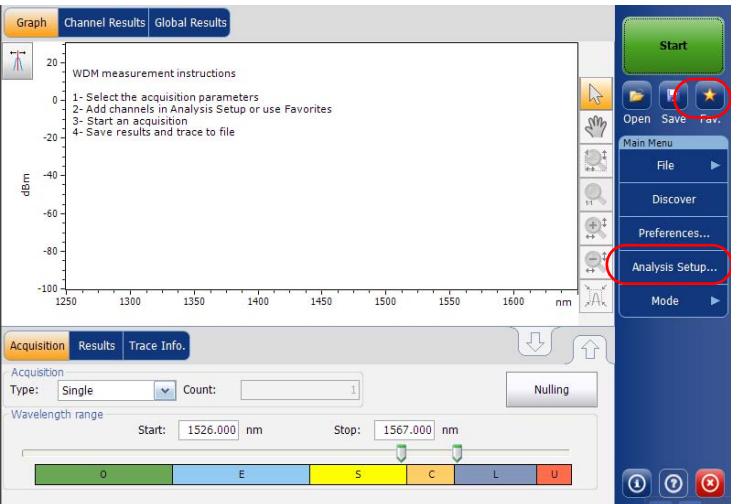 Graph Channel Results Global Results
Start
20
WDM measurement instructions
0
1- Select the acquisition parameters
2- Add channels in Analysis Setup or use Favorites
3- Start an acquisition
4- Save results and trace to file
-20
-40
-60
-80
-100
dBm
1250 1300 1350 1400 1450 1500 1550 1600 nm
1:1
Open Save Fav.
Main Menu
File
Discover
Preferences...
Analysis Setup...
Mode
Acquisition Results Trace Info.
Acquisition
Type: Single Count: 1
Nulling
Wavelength range
Start: 1526.000 nm Stop: 1567.000 nm
O E S C L U